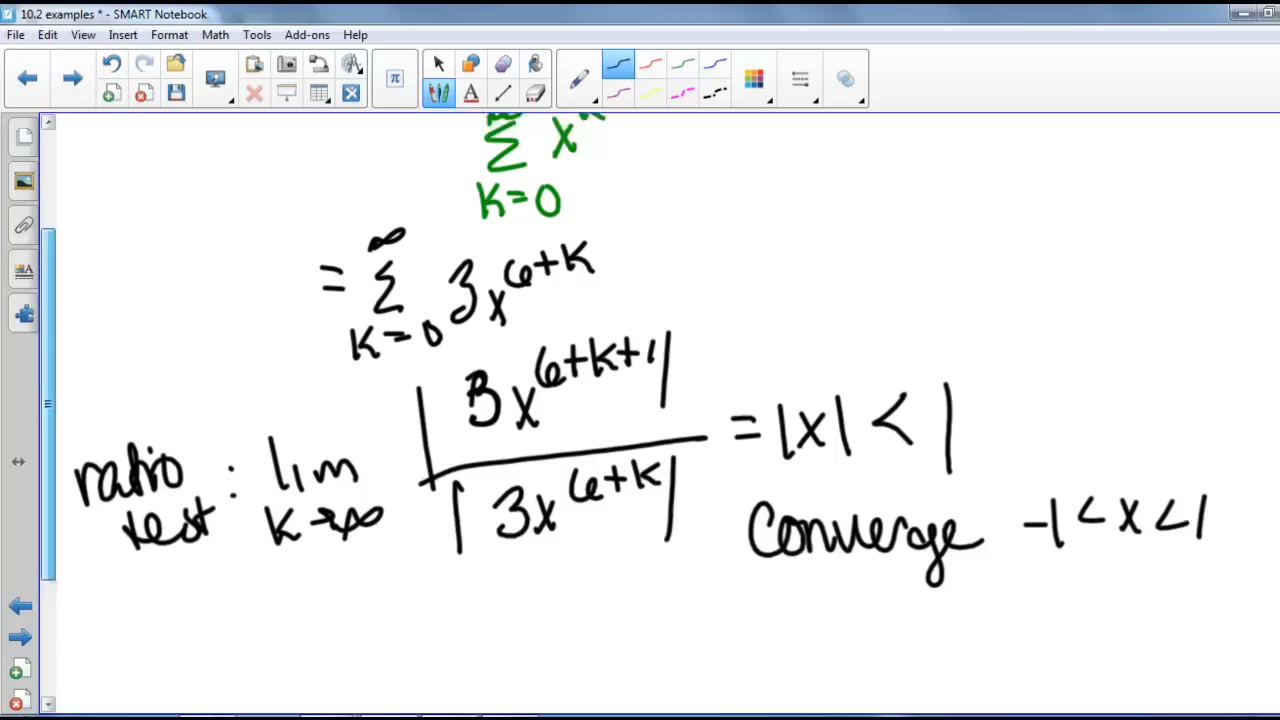 10.2 examples * - SMART Notebook
File Edit View Insert Format Math Tools Add-ons Help
π A
∞
∑ x^k
K=0
= ∞∑K=0 3x^6+K
ratio test : lim K→∞ |3x^6+K+1| / |3x^6+K| = |x| < 1
Converge -1 < x < 1